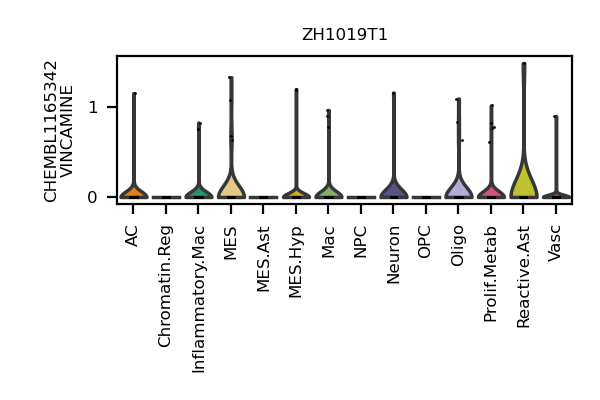 ZH1019T1
CHEMBL1165342
VINCAMINE
1
0
AC
Chromatin.Reg
Inflammatory.Mac
MES
MES.Ast
MES.Hyp
Mac
NPC
Neuron
OPC
Oligo
Prolif.Metab
Reactive.Ast
Vasc